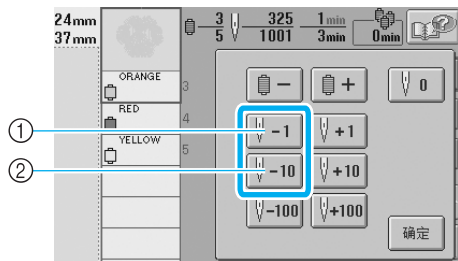 24mm 3 325 1min
37mm 5 1001 3min 0min
ORANGE 3
− + 0
RED 4
① -1 +1
YELLOW 5
② -10 +10
-100 +100
确定